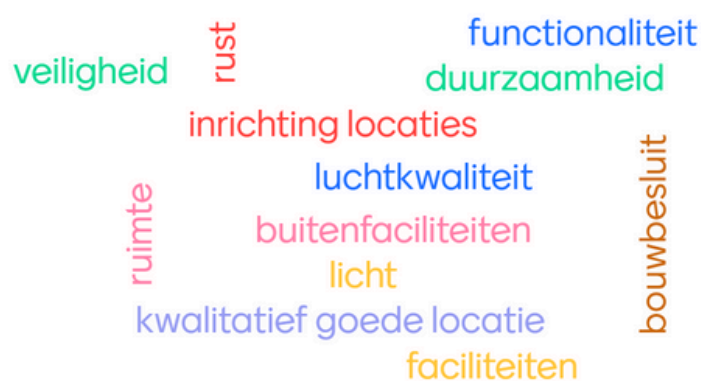 functionaliteit
rust
veiligheid
duurzaamheid
inrichting locaties
luchtkwaliteit
bouwbesluit
ruimte
buitenfaciliteiten
licht
kwalitatief goede locatie
faciliteiten